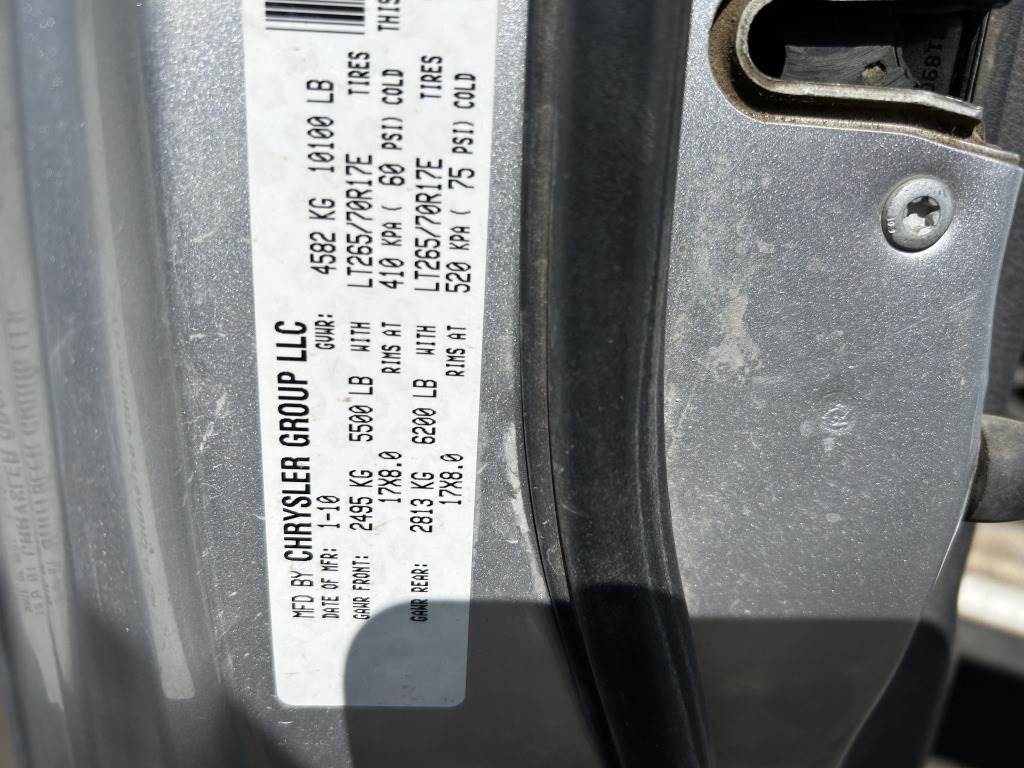 MFD BY CHRYSLER GROUP LLC
DATE OF MFR: 1-10 GVWR: 4582 KG 10100 LB THIS
GAWR FRONT: 2495 KG 5500 LB WITH LT265/70R17E TIRES
17X8.0 RIMS AT 410 KPA ( 60 PSI) COLD
GAWR REAR: 2813 KG 6200 LB WITH LT265/70R17E TIRES
17X8.0 RIMS AT 520 KPA ( 75 PSI) COLD